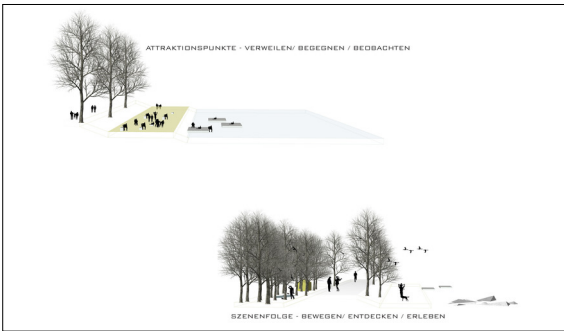 ATTRAKTIONSPUNKTE - VERWEILEN/ BEGEGNEN / BEOBACHTEN
SZENENFOLGE - BEWEGEN/ ENTDECKEN / ERLEBEN